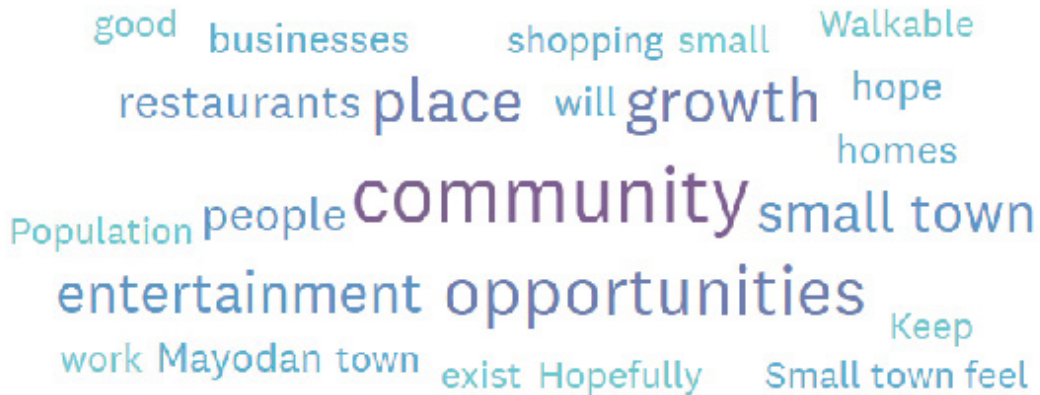 good businesses shopping small Walkable
restaurants place will growth hope
homes
Population people community small town
entertainment opportunities
Keep
work Mayodan town exist Hopefully Small town feel